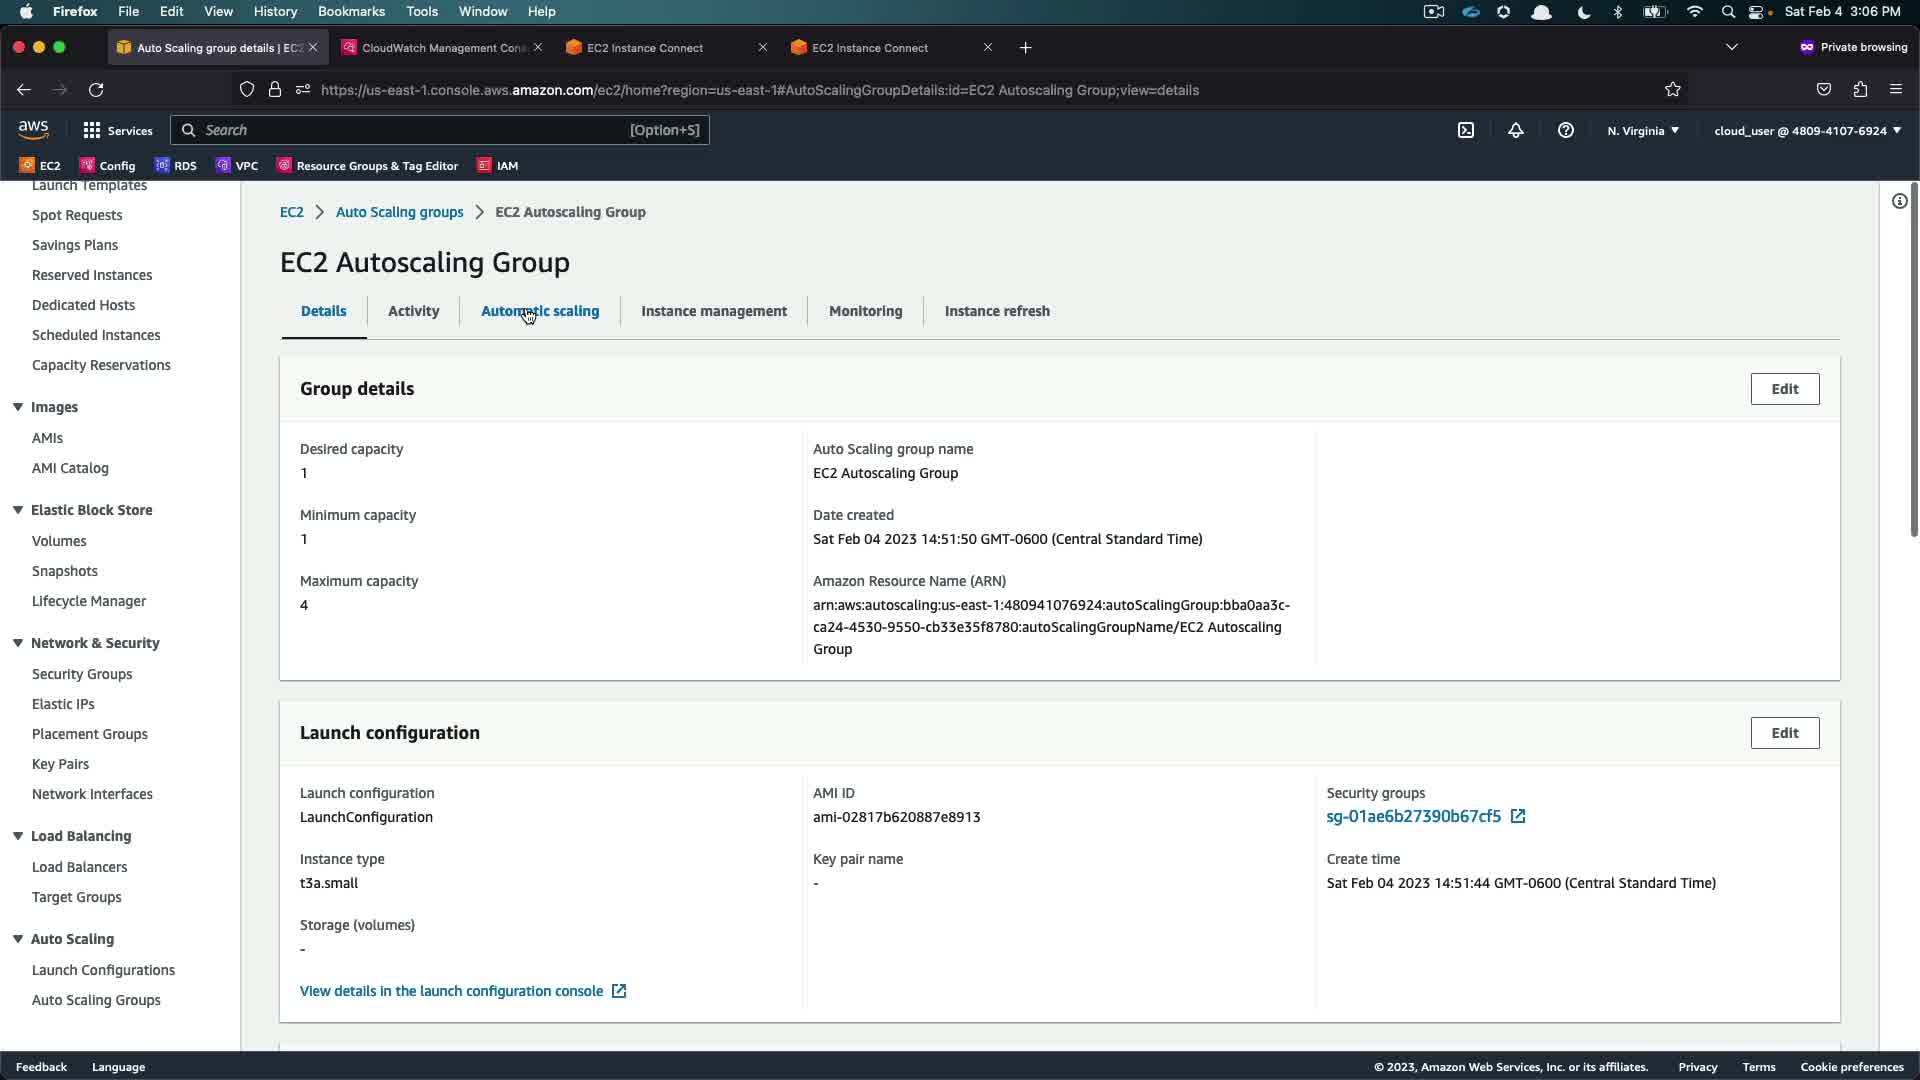 Firefox File Edit View History Bookmarks Tools Window Help Sat Feb 4 3:06 PM
Auto Scaling group details | EC2 CloudWatch Management Con EC2 Instance Connect EC2 Instance Connect Private browsing
https://us-east-1.console.aws.amazon.com/ec2/home?region=us-east-1#AutoScalingGroupDetails:id=EC2 Autoscaling Group;view=details
aws Services Search [Option+S] N. Virginia cloud_user @ 4809-4107-6924
EC2 Config RDS VPC Resource Groups & Tag Editor IAM
Launch Templates
Spot Requests
Savings Plans
Reserved Instances
Dedicated Hosts
Scheduled Instances
Capacity Reservations
Images
AMIs
AMI Catalog
Elastic Block Store
Volumes
Snapshots
Lifecycle Manager
Network & Security
Security Groups
Elastic IPs
Placement Groups
Key Pairs
Network Interfaces
Load Balancing
Load Balancers
Target Groups
Auto Scaling
Launch Configurations
Auto Scaling Groups
EC2 Auto Scaling groups EC2 Autoscaling Group
EC2 Autoscaling Group
Details Activity Automatic scaling Instance management Monitoring Instance refresh
Group details Edit
Desired capacity
1
Minimum capacity
1
Maximum capacity
4
Auto Scaling group name
EC2 Autoscaling Group
Date created
Sat Feb 04 2023 14:51:50 GMT-0600 (Central Standard Time)
Amazon Resource Name (ARN)
arn:aws:autoscaling:us-east-1:480941076924:autoScalingGroup:bba0aa3c-
ca24-4530-9550-cb33e35f8780:autoScalingGroupName/EC2 Autoscaling
Group
Launch configuration Edit
Launch configuration
LaunchConfiguration
Instance type
t3a.small
Storage (volumes)
-
View details in the launch configuration console
AMI ID
ami-02817b620887e8913
Key pair name
-
Security groups
sg-01ae6b27390b67cf5
Create time
Sat Feb 04 2023 14:51:44 GMT-0600 (Central Standard Time)
Feedback Language © 2023, Amazon Web Services, Inc. or its affiliates. Privacy Terms Cookie preferences